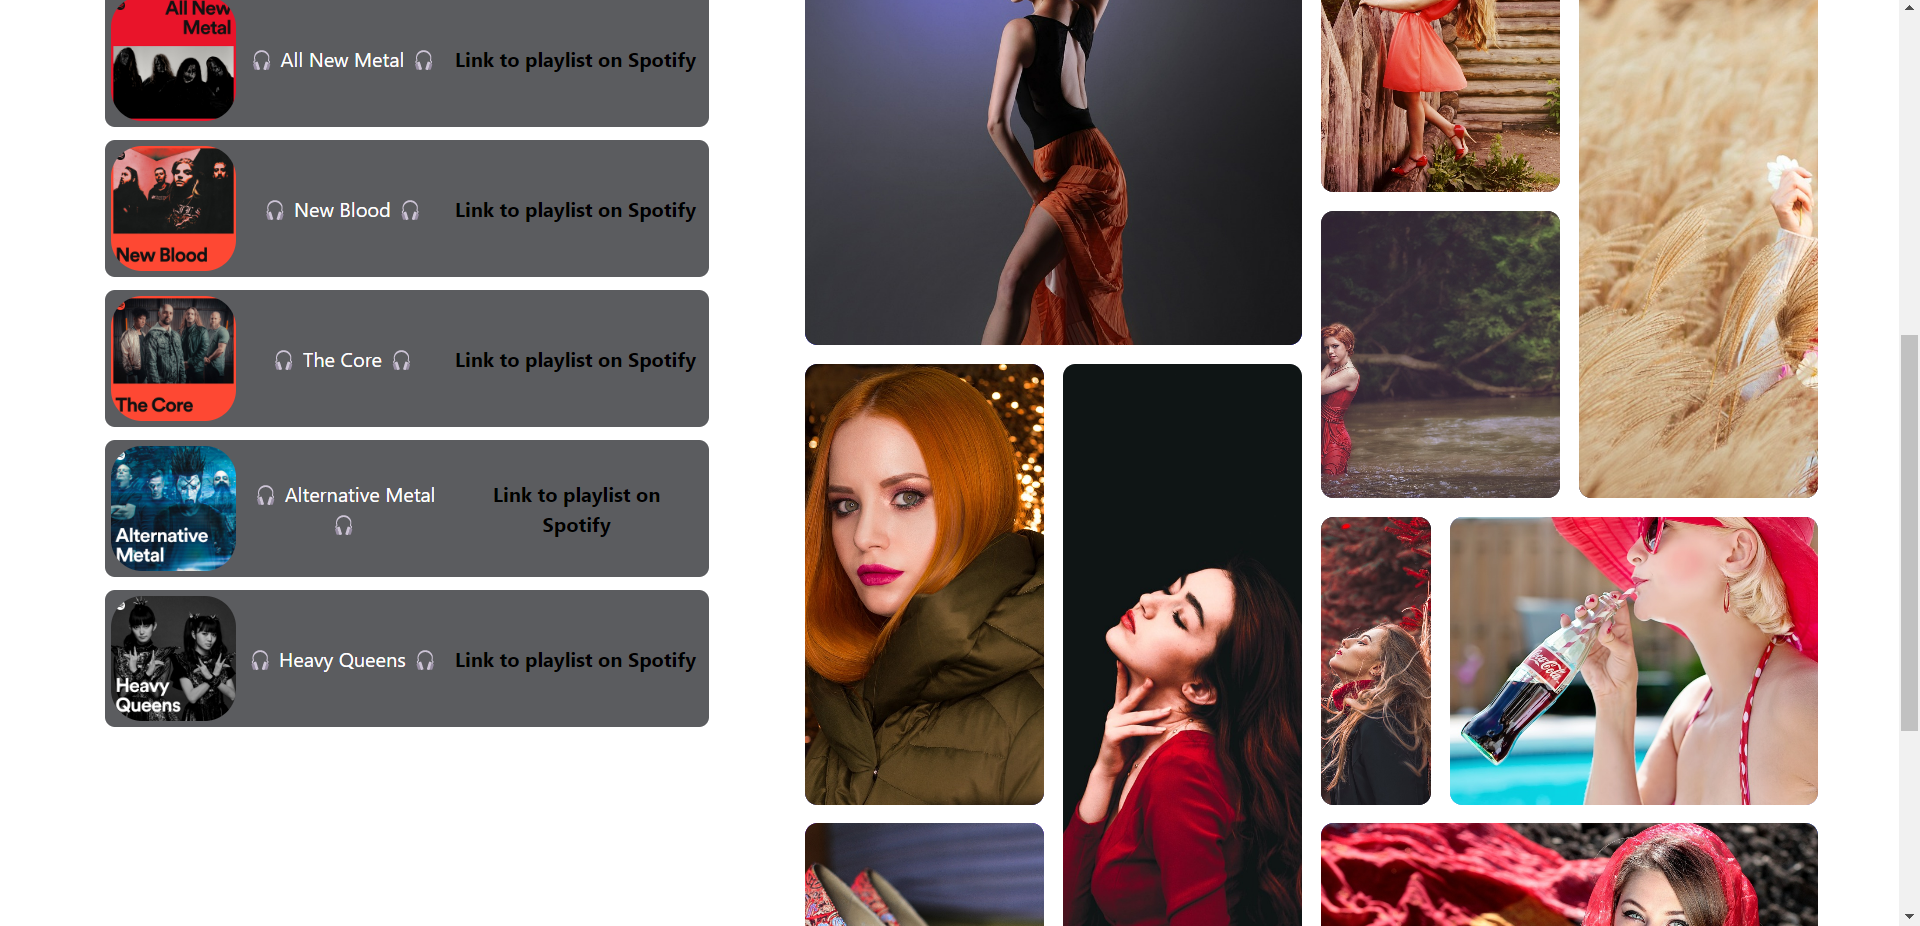 All New
Metal
🎧 All New Metal 🎧
Link to playlist on Spotify
New Blood
🎧 New Blood 🎧
Link to playlist on Spotify
The Core
🎧 The Core 🎧
Link to playlist on Spotify
Alternative
Metal
🎧 Alternative Metal
🎧
Link to playlist on
Spotify
Heavy
Queens
🎧 Heavy Queens 🎧
Link to playlist on Spotify
Coca-Cola